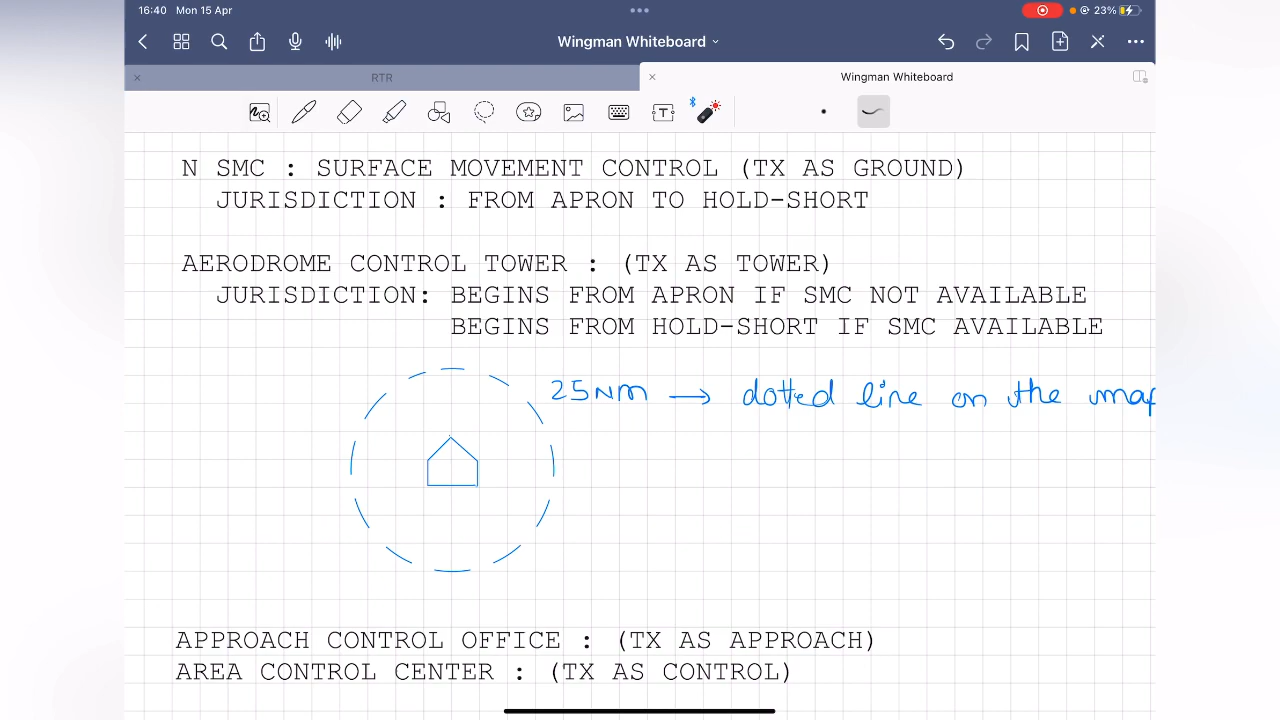 16:40 Mon 15 Apr
23%
Wingman Whiteboard
RTR
Wingman Whiteboard
N SMC : SURFACE MOVEMENT CONTROL (TX AS GROUND)
JURISDICTION : FROM APRON TO HOLD-SHORT
AERODROME CONTROL TOWER : (TX AS TOWER)
JURISDICTION: BEGINS FROM APRON IF SMC NOT AVAILABLE
BEGINS FROM HOLD-SHORT IF SMC AVAILABLE
25NM → dotted line on the map
APPROACH CONTROL OFFICE : (TX AS APPROACH)
AREA CONTROL CENTER : (TX AS CONTROL)